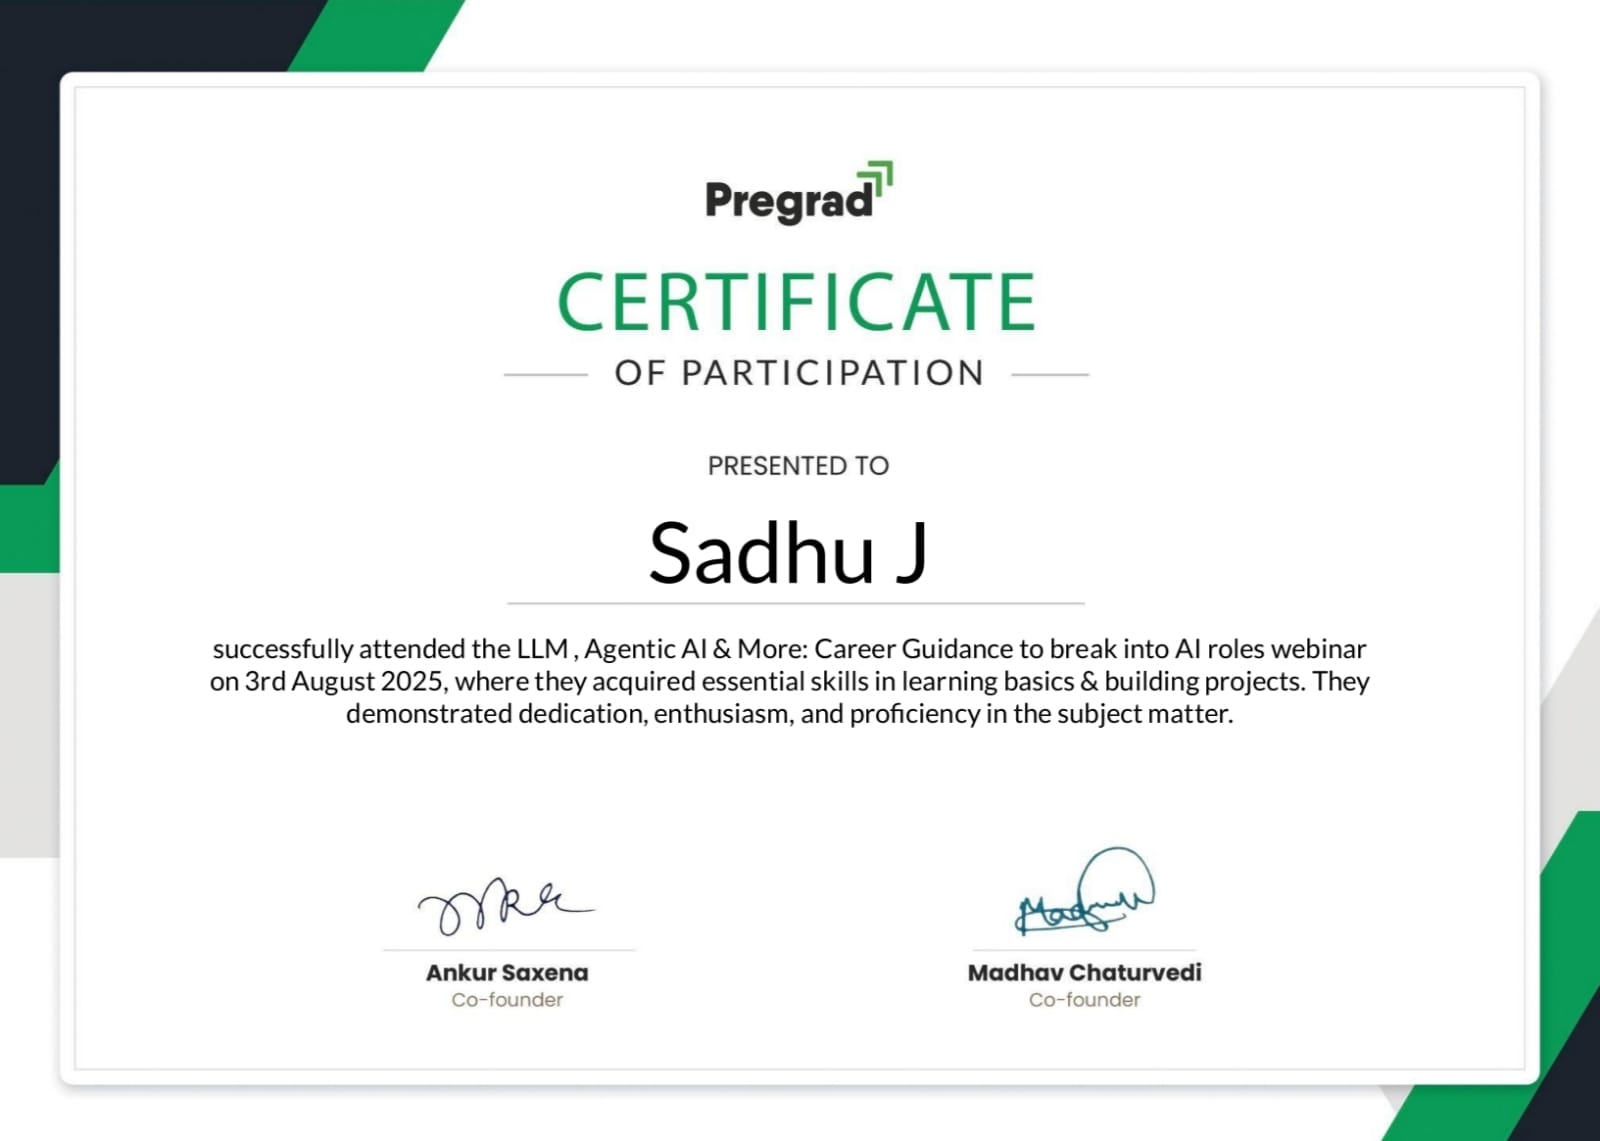 Pregrad
CERTIFICATE
OF PARTICIPATION
PRESENTED TO
Sadhu J
successfully attended the LLM , Agentic AI & More: Career Guidance to break into AI roles webinar
on 3rd August 2025, where they acquired essential skills in learning basics & building projects. They
demonstrated dedication, enthusiasm, and proficiency in the subject matter.
Ankur Saxena
Co-founder
Madhav Chaturvedi
Co-founder